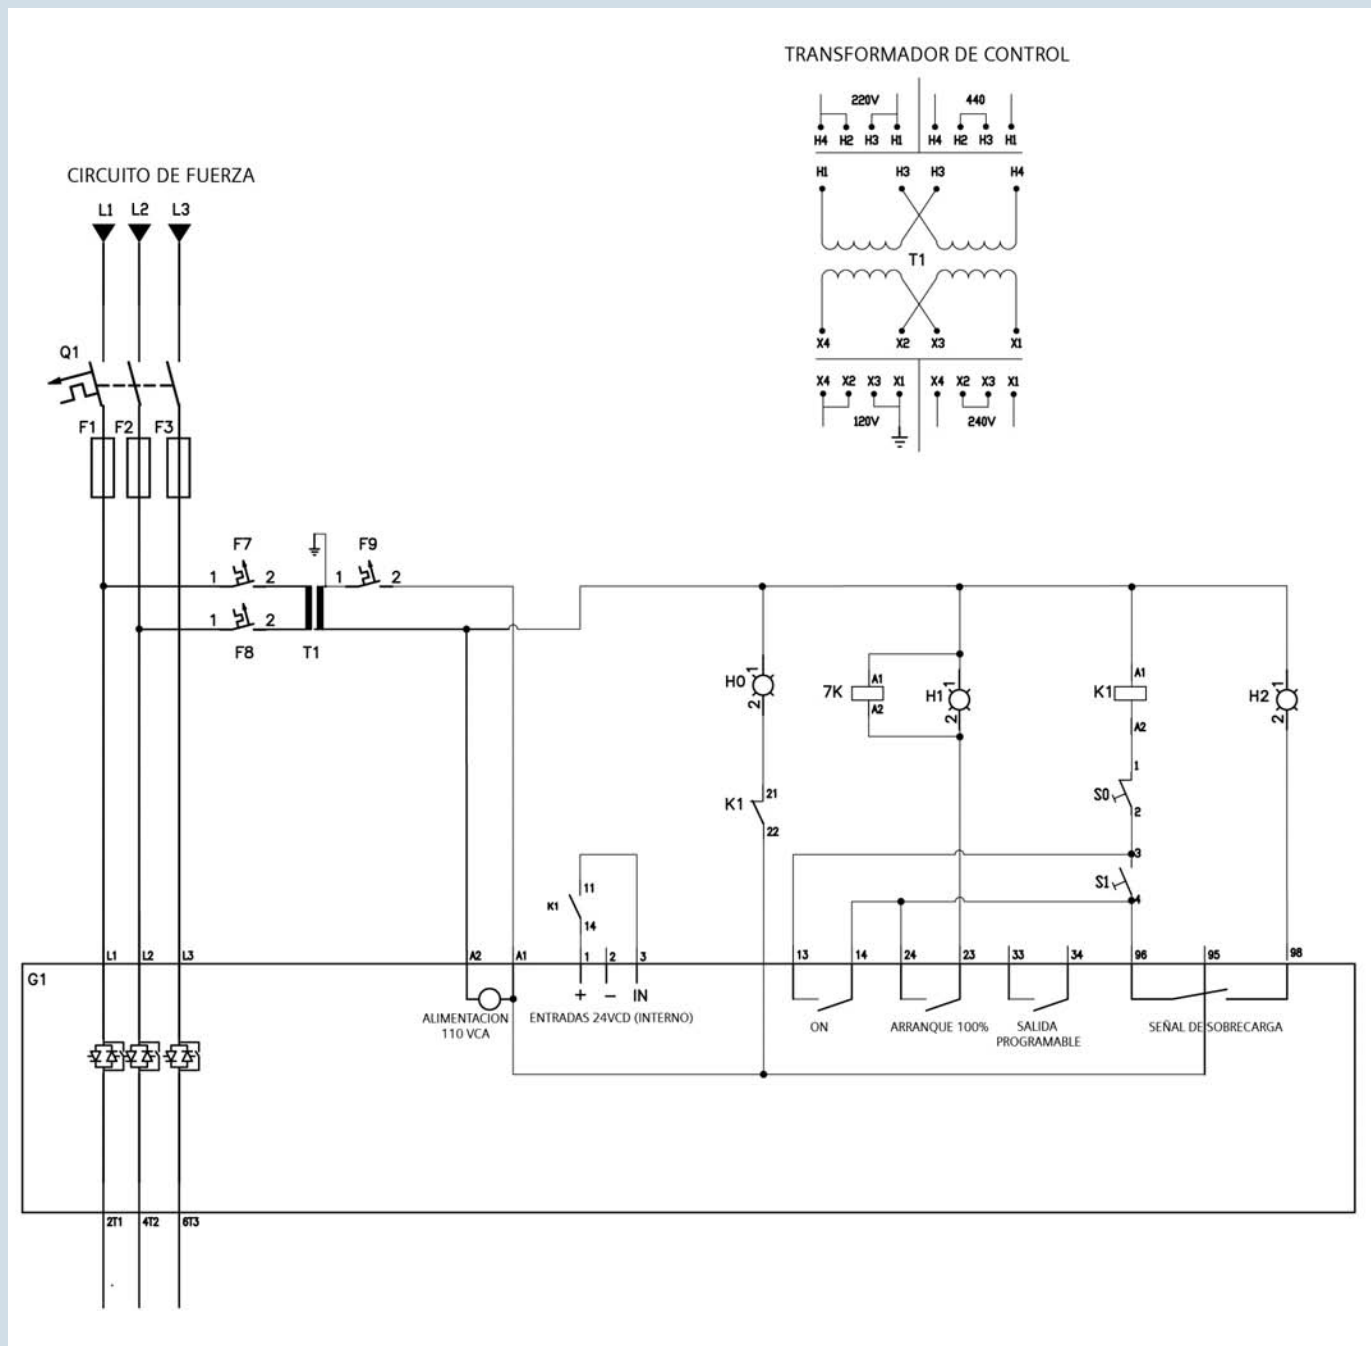 TRANSFORMADOR DE CONTROL
220V 440
H4 H2 H3 H1 H4 H2 H3 H1
H1 H3 H3 H4
T1
X4 X2 X3 X1
X4 X2 X3 X1 X4 X2 X3 X1
120V 240V
CIRCUITO DE FUERZA
L1 L2 L3
Q1
F1 F2 F3
F7 F9
1 2 1 2
1 2
F8 T1
H0 1 2
7K A1 A2
H1 1 2
K1 A1 A2
H2 1 2
1
S0
2
K1 21
22
3
S1
4
11
K1
14
L1 L2 L3 A2 A1 1 2 3 13 14 24 23 33 34 96 95 98
G1
+ – IN
ALIMENTACION
110 VCA
ENTRADAS 24VCD (INTERNO)
ON
ARRANQUE 100%
SALIDA
PROGRAMABLE
SEÑAL DE SOBRECARGA
2T1 4T2 6T3